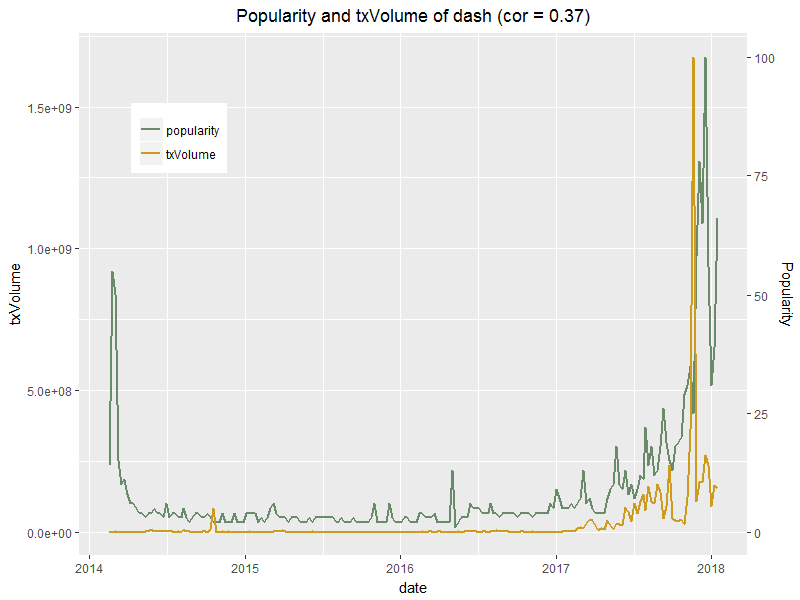 Popularity and txVolume of dash (cor = 0.37)
100
1.5e+09
popularity
txVolume
75
1.0e+09
txVolume
Popularity
50
5.0e+08
25
0.0e+00
0
2014
2015
2016
2017
2018
date